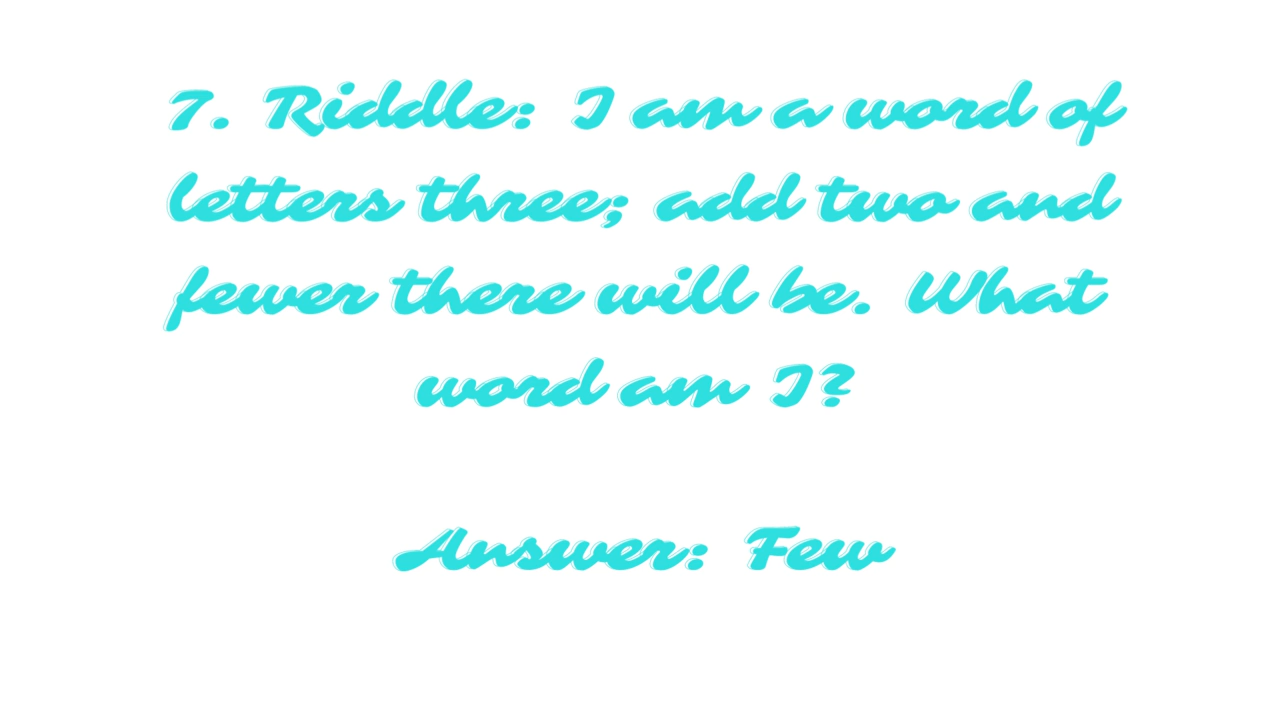 7. Riddle: I am a word of
letters three; add two and
fewer there will be. What
word am I?
Answer: Few